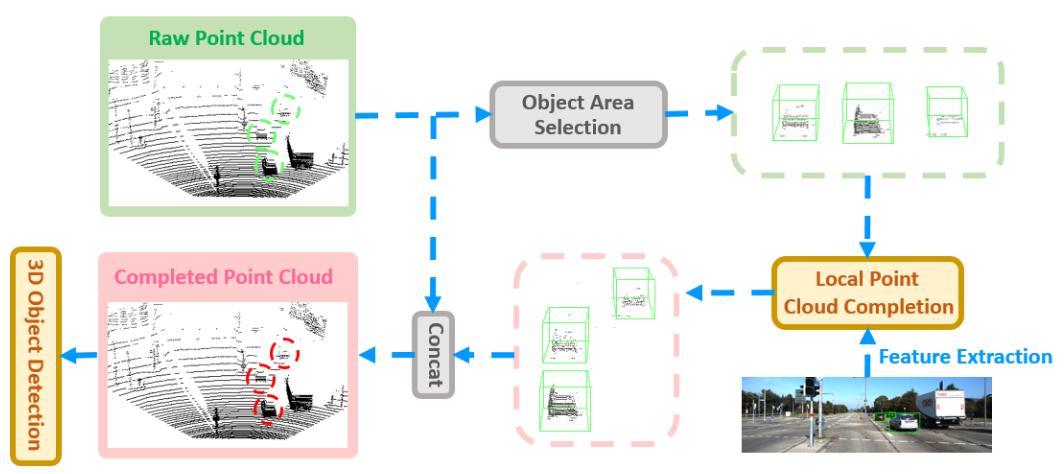 Raw Point Cloud
Object Area
Selection
3D Object Detection
Completed Point Cloud
Concat
Local Point
Cloud Completion
Feature Extraction